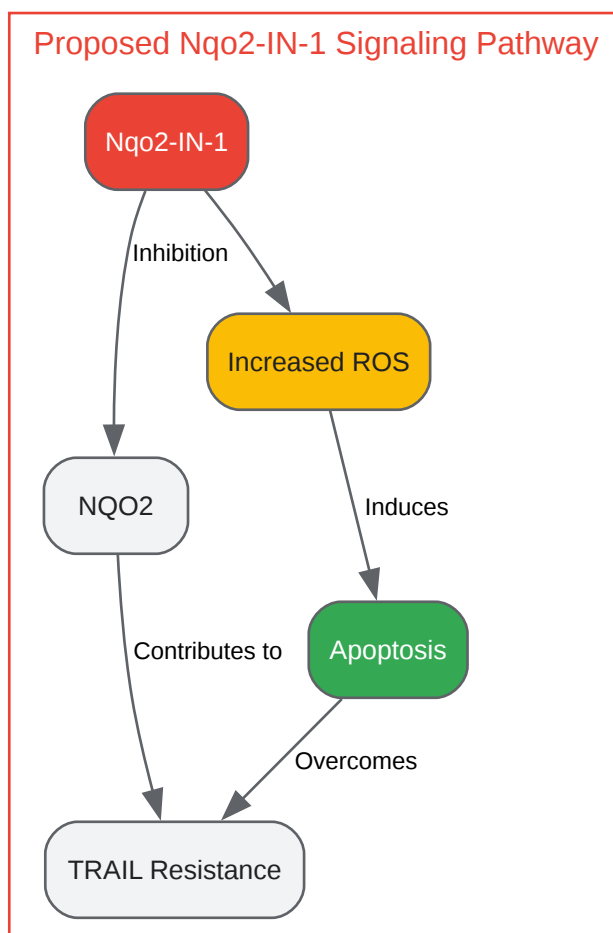 Proposed Nqo2-IN-1 Signaling Pathway
Nqo2-IN-1
Inhibition
Increased ROS
NQO2
Induces
Contributes to
Apoptosis
Overcomes
TRAIL Resistance